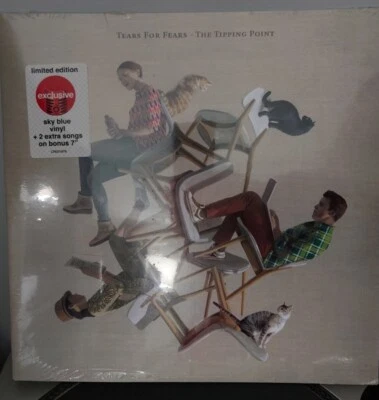 TEARS FOR FEARS · THE TIPPING POINT
limited edition
exclusive
sky blue
vinyl
+ 2 extra songs
on bonus 7"